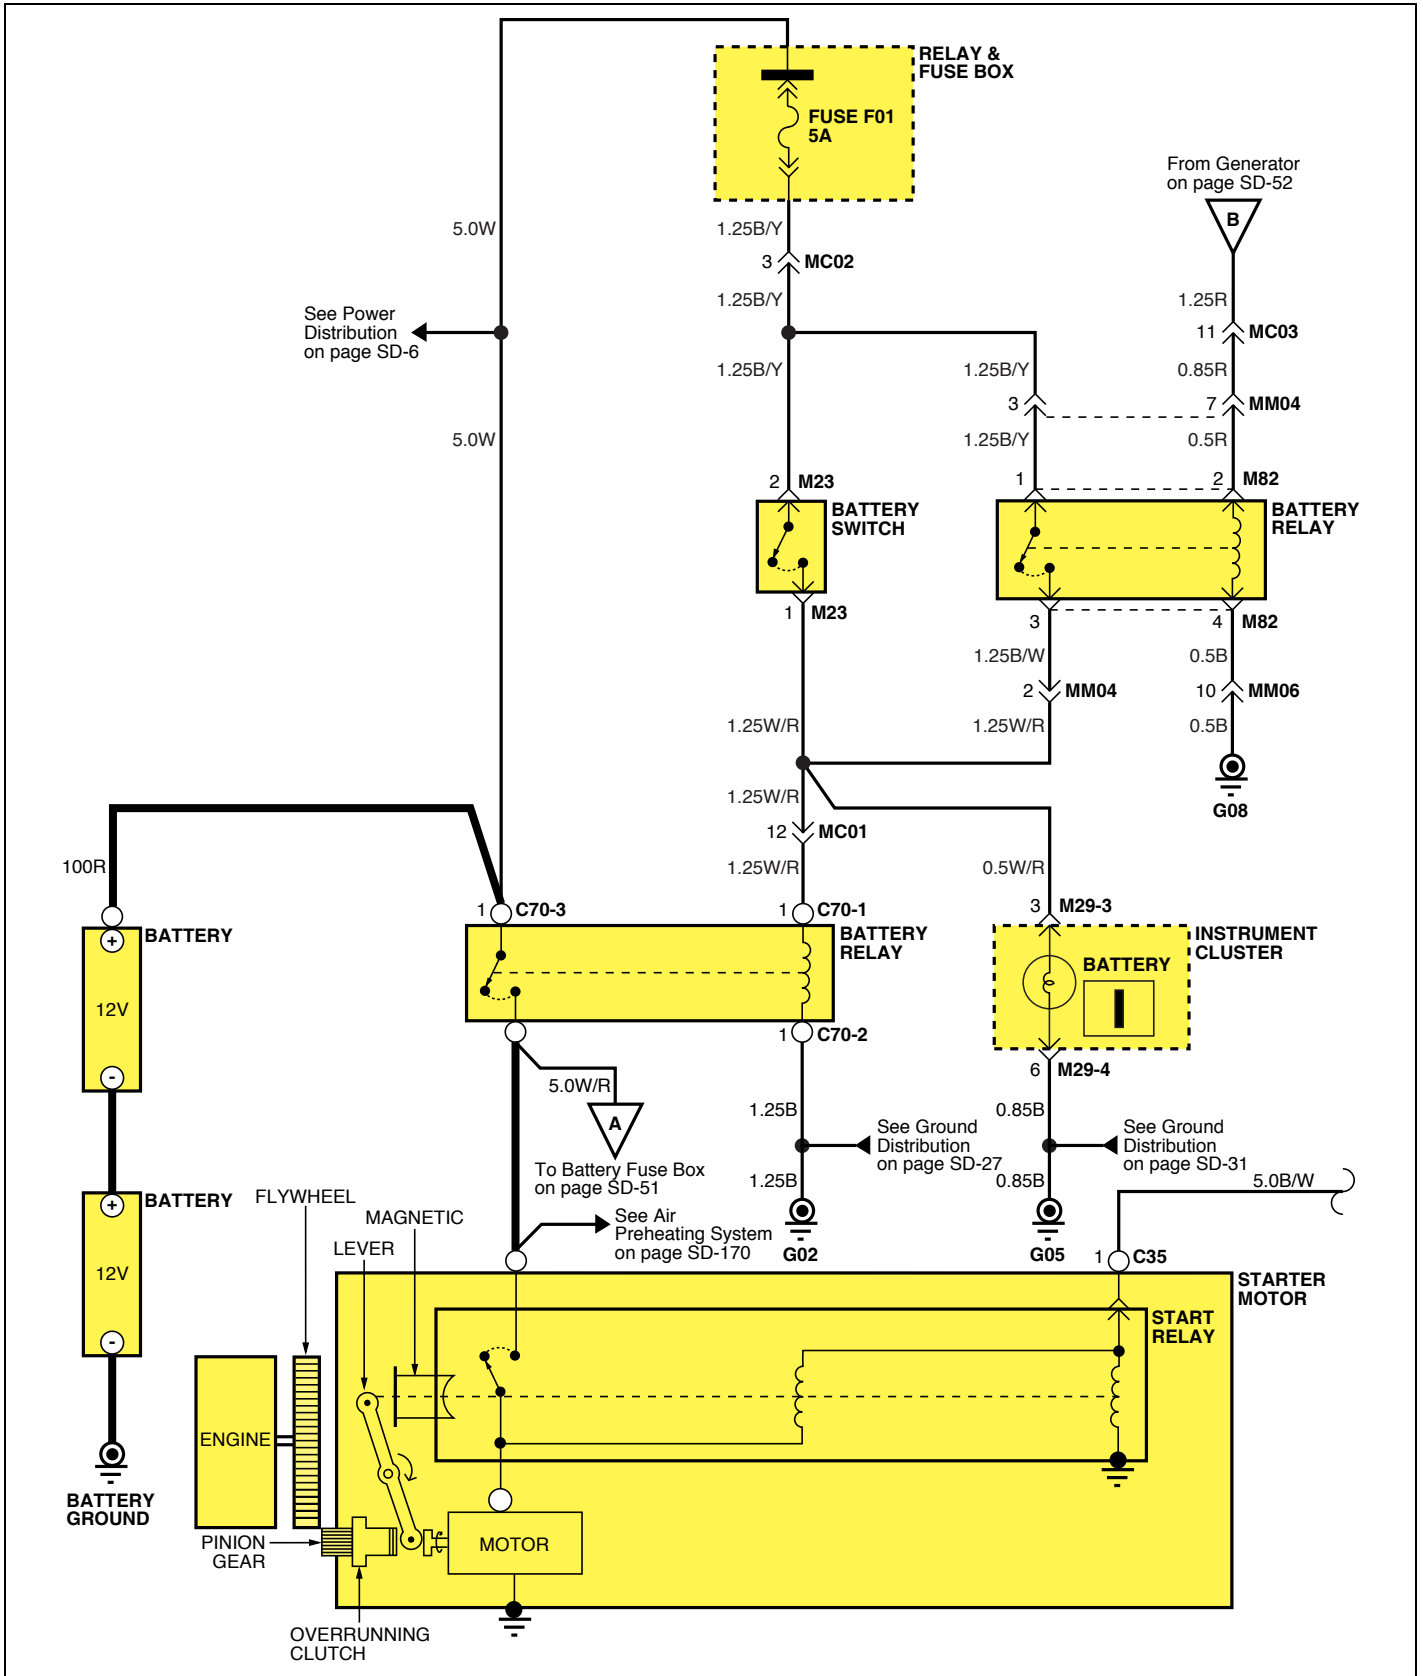 RELAY &
FUSE BOX
FUSE F01
5A
From Generator
on page SD-52
B
5.0W
1.25B/Y
3 MC02
1.25B/Y
1.25R
See Power
Distribution
on page SD-6
11 MC03
1.25B/Y
1.25B/Y
0.85R
3
7 MM04
5.0W
1.25B/Y
0.5R
2 M23
1
2 M82
BATTERY
SWITCH
BATTERY
RELAY
1 M23
3
4 M82
1.25B/W
0.5B
2 MM04
10 MM06
1.25W/R
1.25W/R
0.5B
1.25W/R
G08
12 MC01
100R
1.25W/R
0.5W/R
1 C70-3
1 C70-1
3 M29-3
BATTERY
BATTERY
RELAY
INSTRUMENT
CLUSTER
BATTERY
+
12V
-
1 C70-2
6 M29-4
5.0W/R
A
1.25B
0.85B
See Ground
Distribution
on page SD-27
See Ground
Distribution
on page SD-31
To Battery Fuse Box
on page SD-51
1.25B
0.85B
5.0B/W
BATTERY
+
12V
-
FLYWHEEL
MAGNETIC
LEVER
See Air
Preheating System
on page SD-170
G02
G05
1 C35
STARTER
MOTOR
START
RELAY
ENGINE
BATTERY
GROUND
PINION
GEAR
MOTOR
OVERRUNNING
CLUTCH